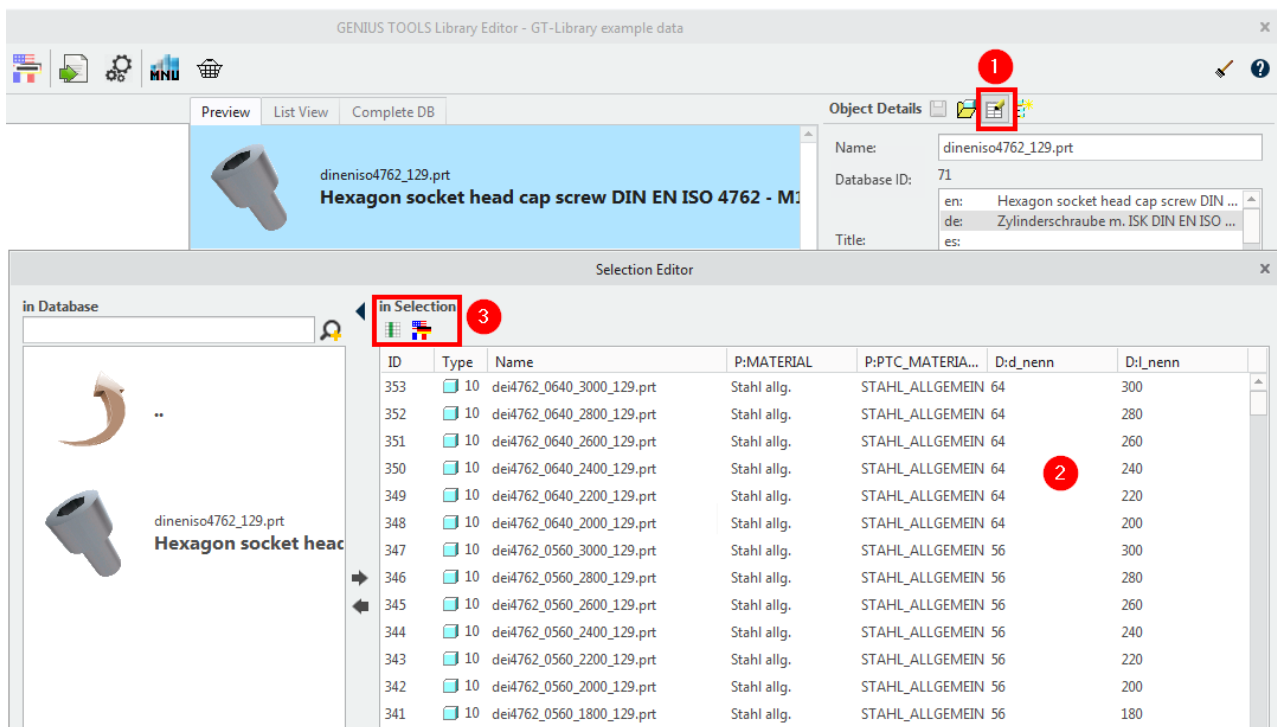 GENIUS TOOLS Library Editor - GT-Library example data
x
MNU
?
1
Preview
List View
Complete DB
Object Details
dineniso4762_129.prt
Hexagon socket head cap screw DIN EN ISO 4762 -
Name: dineniso4762_129.prt
Database ID: 71
en: Hexagon socket head cap screw DIN ...
de: Zylinderschraube m. ISK DIN EN ISO ...
Title: es:
Selection Editor
x
in Database
..
dineniso4762_129.prt
Hexagon socket head
in Selection
3
ID Type Name P:MATERIAL P:PTC_MATERIA... D:d_nenn D:l_nenn
353 10 dei4762_0640_3000_129.prt Stahl allg. STAHL_ALLGEMEIN 64 300
352 10 dei4762_0640_2800_129.prt Stahl allg. STAHL_ALLGEMEIN 64 280
351 10 dei4762_0640_2600_129.prt Stahl allg. STAHL_ALLGEMEIN 64 260
350 10 dei4762_0640_2400_129.prt Stahl allg. STAHL_ALLGEMEIN 64 240
2
349 10 dei4762_0640_2200_129.prt Stahl allg. STAHL_ALLGEMEIN 64 220
348 10 dei4762_0640_2000_129.prt Stahl allg. STAHL_ALLGEMEIN 64 200
347 10 dei4762_0560_3000_129.prt Stahl allg. STAHL_ALLGEMEIN 56 300
346 10 dei4762_0560_2800_129.prt Stahl allg. STAHL_ALLGEMEIN 56 280
345 10 dei4762_0560_2600_129.prt Stahl allg. STAHL_ALLGEMEIN 56 260
344 10 dei4762_0560_2400_129.prt Stahl allg. STAHL_ALLGEMEIN 56 240
343 10 dei4762_0560_2200_129.prt Stahl allg. STAHL_ALLGEMEIN 56 220
342 10 dei4762_0560_2000_129.prt Stahl allg. STAHL_ALLGEMEIN 56 200
341 10 dei4762_0560_1800_129.prt Stahl allg. STAHL_ALLGEMEIN 56 180